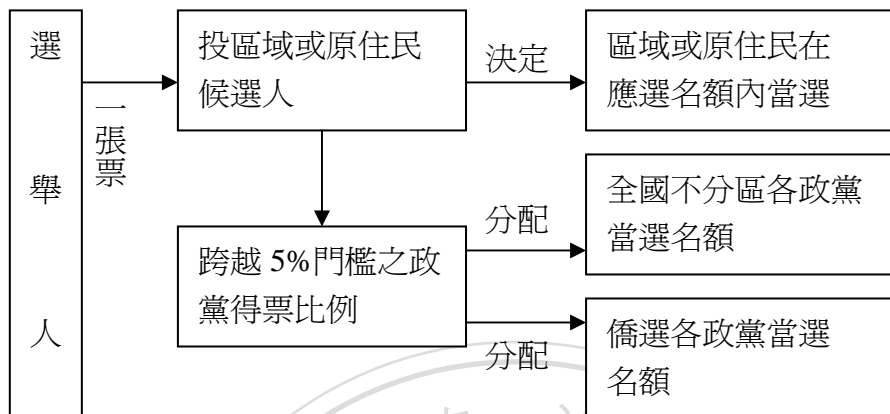 選舉人
一張票
投區域或原住民
候選人
決定
區域或原住民在
應選名額內當選
跨越 5%門檻之政
黨得票比例
分配
全國不分區各政黨
當選名額
分配
僑選各政黨當選
名額